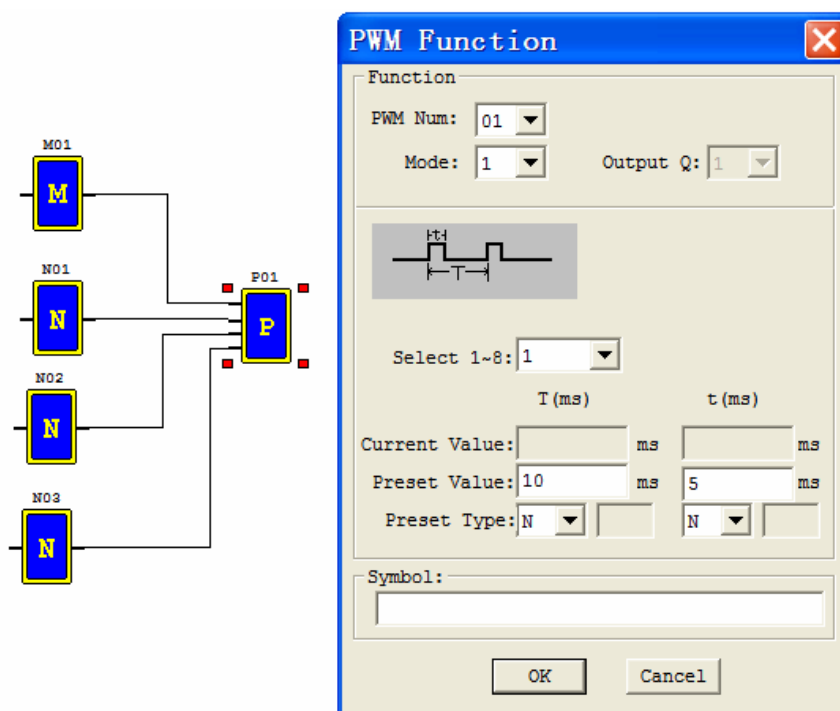 PWM Function
Function
PWM Num: 01
Mode: 1 Output Q: 1
t
T
Select 1~8: 1
T(ms) t(ms)
Current Value: ms ms
Preset Value: 10 ms 5 ms
Preset Type: N N
Symbol:
OK Cancel
M01
M
N01
N
P01
P
N02
N
N03
N